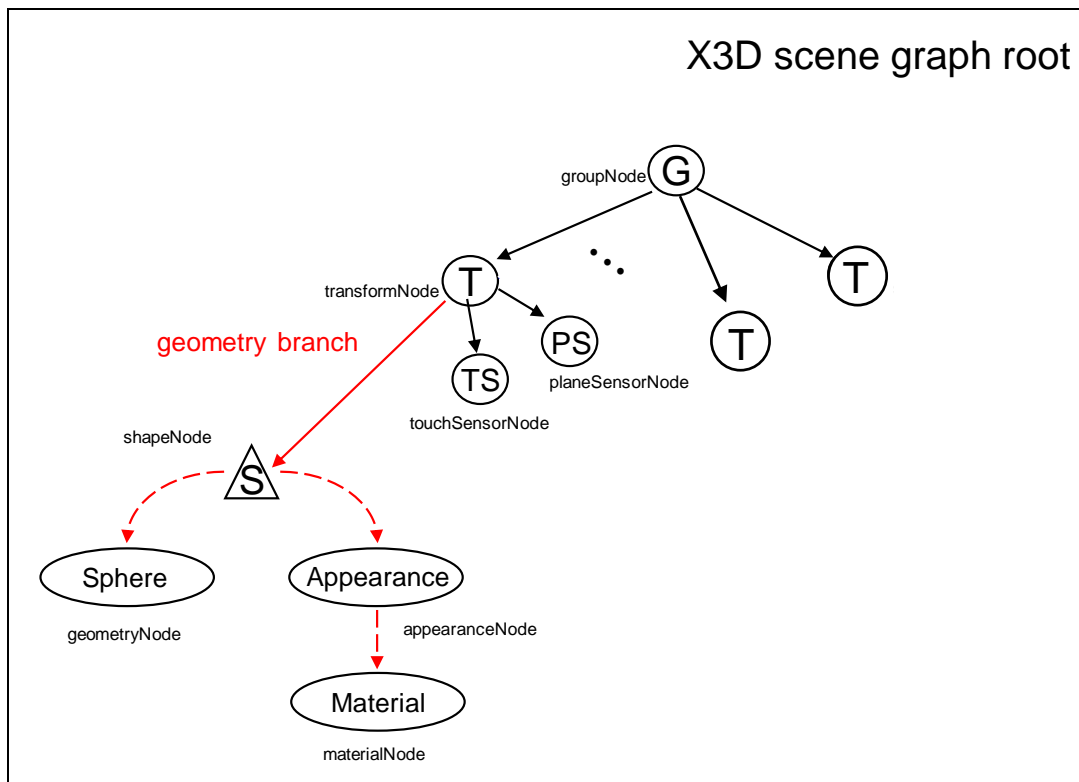 X3D scene graph root
groupNode
G
T
transformNode
T
geometry branch
PS
T
TS
planeSensorNode
touchSensorNode
shapeNode
S
Sphere
Appearance
geometryNode
appearanceNode
Material
materialNode